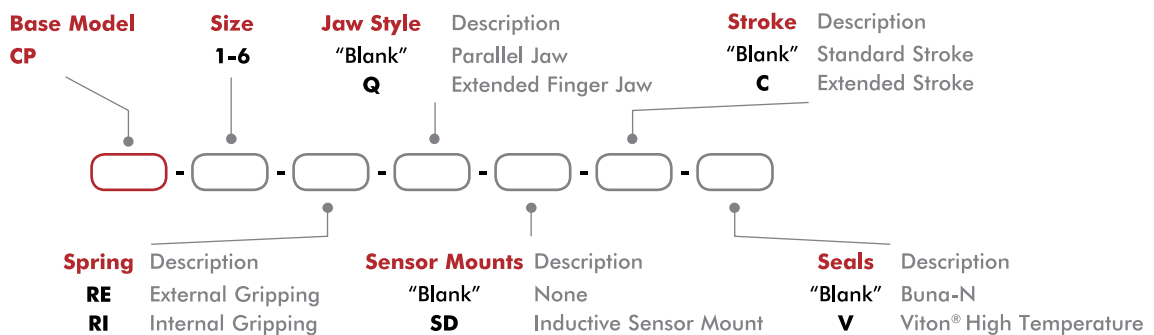 Base Model Size Jaw Style Description Stroke Description
CP 1-6 "Blank" Parallel Jaw "Blank" Standard Stroke
Q Extended Finger Jaw C Extended Stroke
- - - - - -
Spring Description Sensor Mounts Description Seals Description
RE External Gripping "Blank" None "Blank" Buna-N
RI Internal Gripping SD Inductive Sensor Mount V Viton® High Temperature